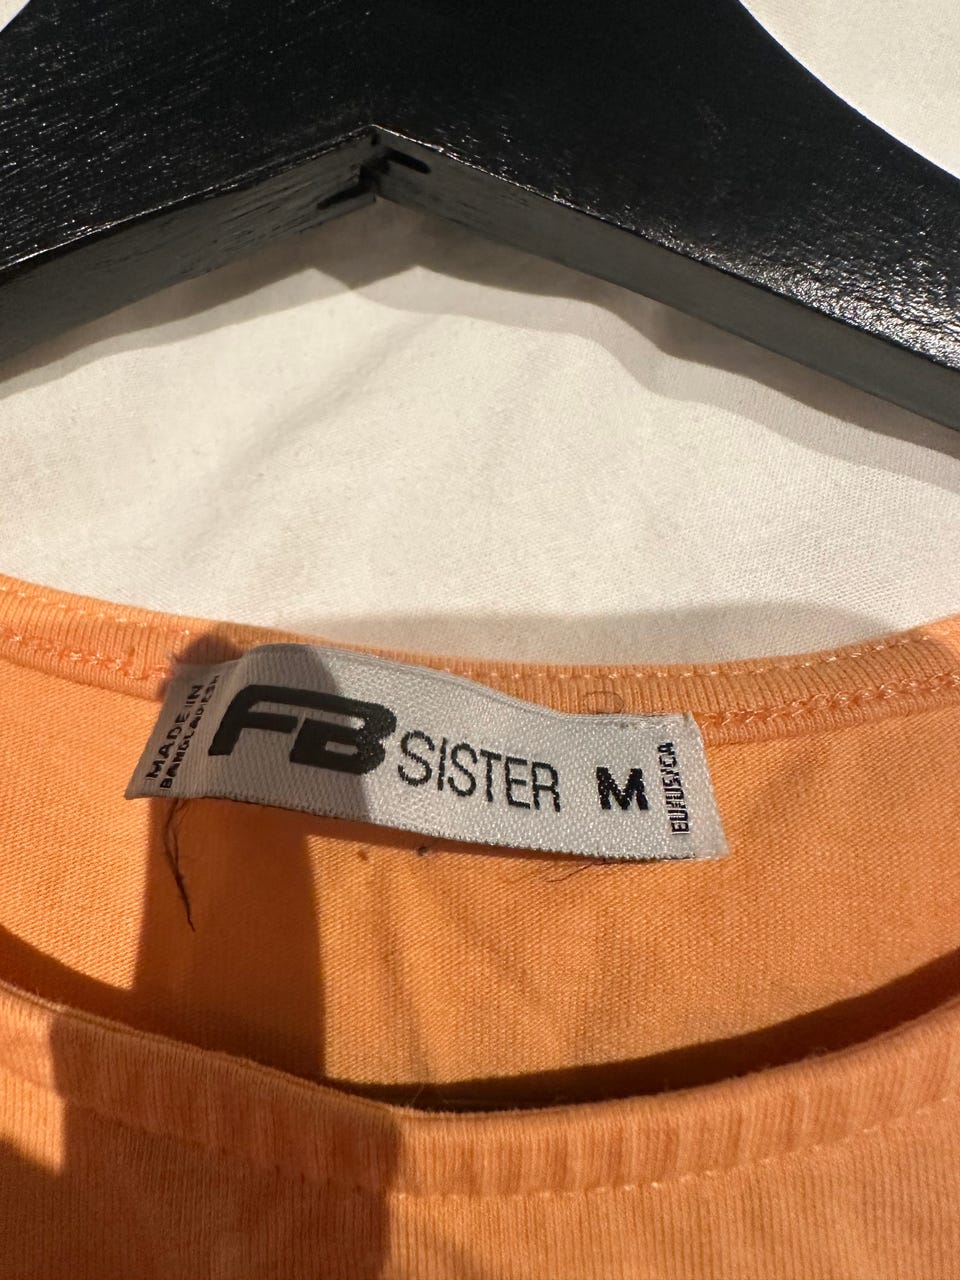 MADE IN
BANGLADESH
FB SISTER M
EU/US/CA